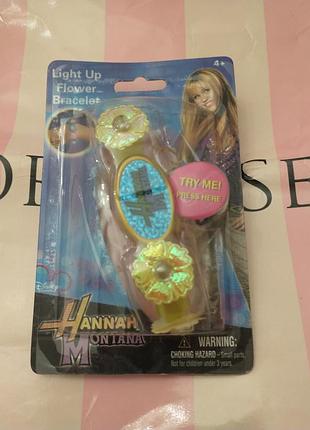 Light Up
Flower
Bracelet
4+
TRY ME!
PRESS HERE
Disney
HANNAH
MONTANA
WARNING:
CHOKING HAZARD - Small parts.
Not for children under 3 years.